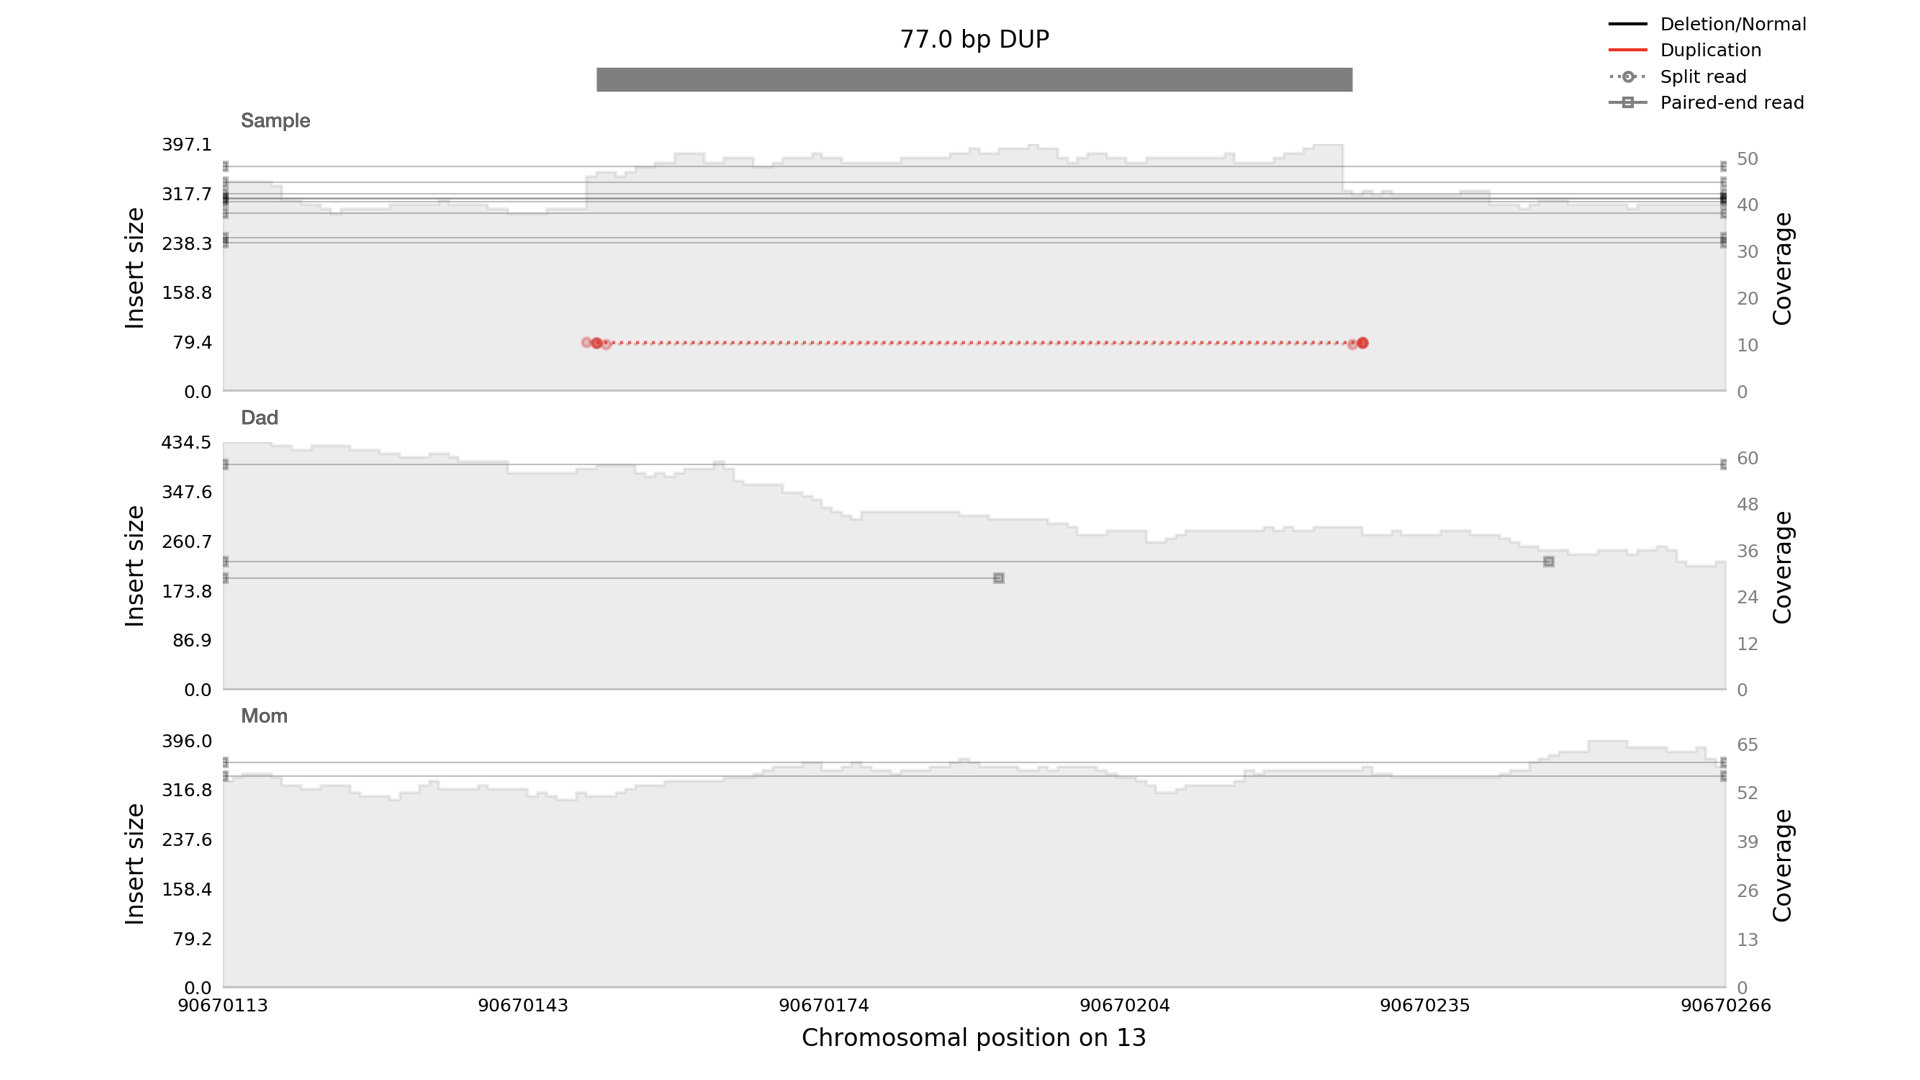 77.0 bp DUP
Deletion/Normal
Duplication
Split read
Paired-end read
Sample
397.1
317.7
238.3
158.8
79.4
0.0
Insert size
50
40
30
20
10
0
Coverage
Dad
434.5
347.6
260.7
173.8
86.9
0.0
Insert size
60
48
36
24
12
0
Coverage
Mom
396.0
316.8
237.6
158.4
79.2
0.0
Insert size
65
52
39
26
13
0
Coverage
90670113 90670143 90670174 90670204 90670235 90670266
Chromosomal position on 13